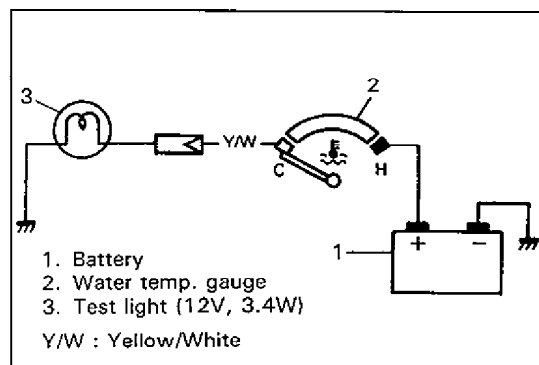 3
2
Y/W
C
H
1
+ −
1. Battery
2. Water temp. gauge
3. Test light (12V, 3.4W)
Y/W : Yellow/White